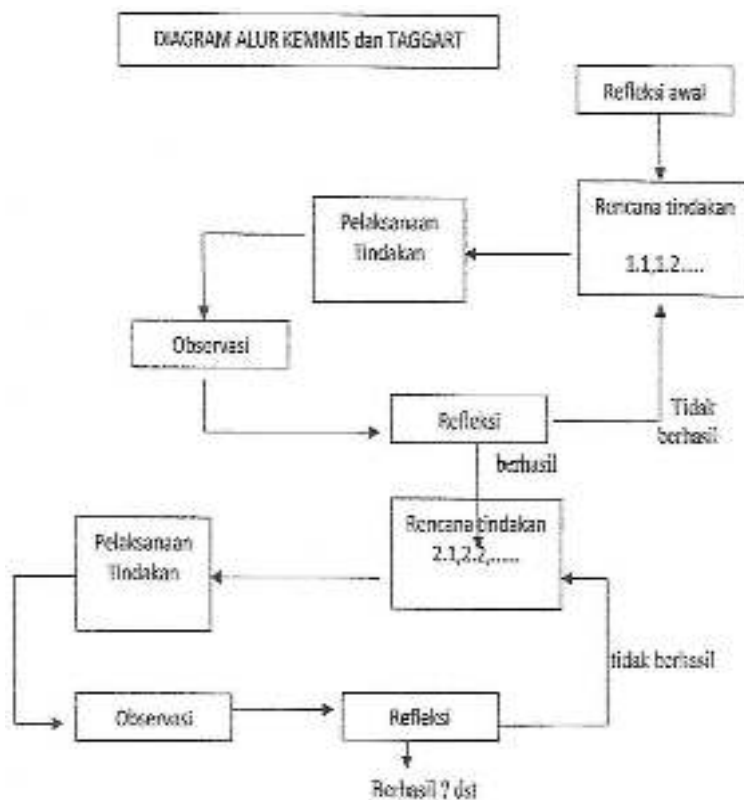 DIAGRAM ALUR KEMMIS dan TAGGART
Refleksi awal
Rencana tindakan
1.1,1.2.....
Pelaksanaan
Tindakan
Observasi
Refleksi
Tidak
berhasil
berhasil
Rencana tindakan
2.1,2.2,.....
Pelaksanaan
Tindakan
tidak berhasil
Observasi
Refleksi
Berhasil ? dst